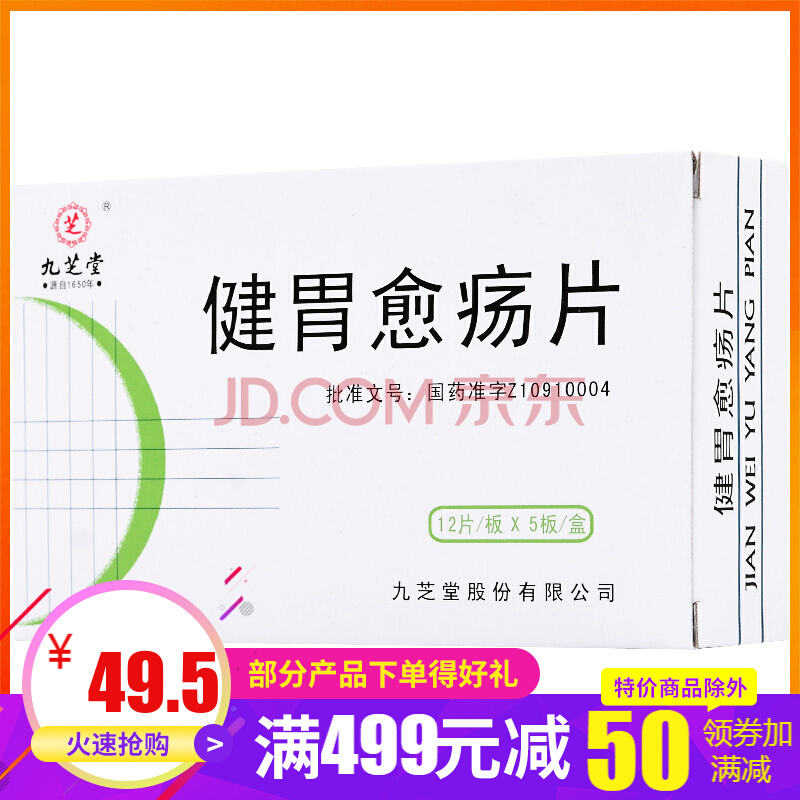 芝
®
九芝堂
源自1650年
健胃愈疡片
批准文号：国药准字Z10910004
JD.COM 京东
12片/板 X 5板/盒
九芝堂股份有限公司
健胃愈疡片
JIAN WEI YU YANG PIAN
¥
49.5
火速抢购
>
部分产品下单得好礼
满499元减50
特价商品除外
领券加
满减